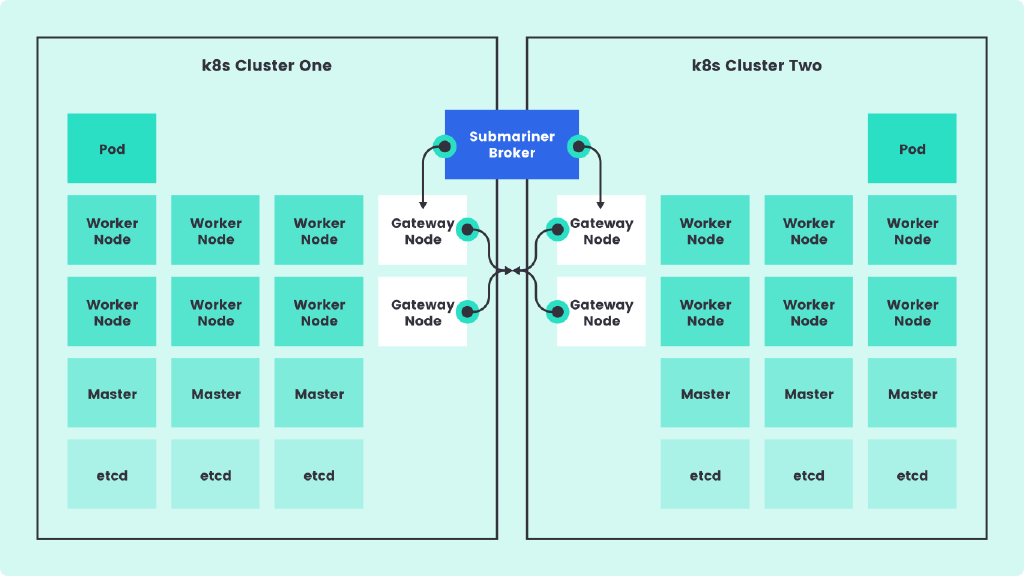 k8s Cluster One
k8s Cluster Two
Submariner
Broker
Pod
Pod
Worker
Node
Worker
Node
Worker
Node
Gateway
Node
Gateway
Node
Worker
Node
Worker
Node
Worker
Node
Worker
Node
Worker
Node
Worker
Node
Gateway
Node
Gateway
Node
Worker
Node
Worker
Node
Worker
Node
Master
Master
Master
Master
Master
Master
etcd
etcd
etcd
etcd
etcd
etcd